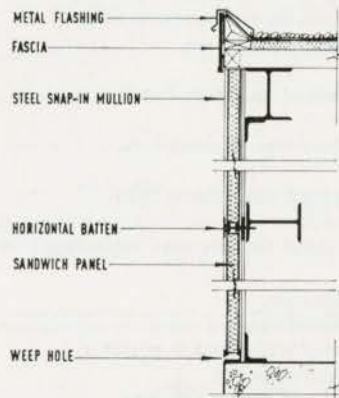 METAL FLASHING
FASCIA
STEEL SNAP-IN MULLION
HORIZONTAL BATTEN
SANDWICH PANEL
WEEP HOLE